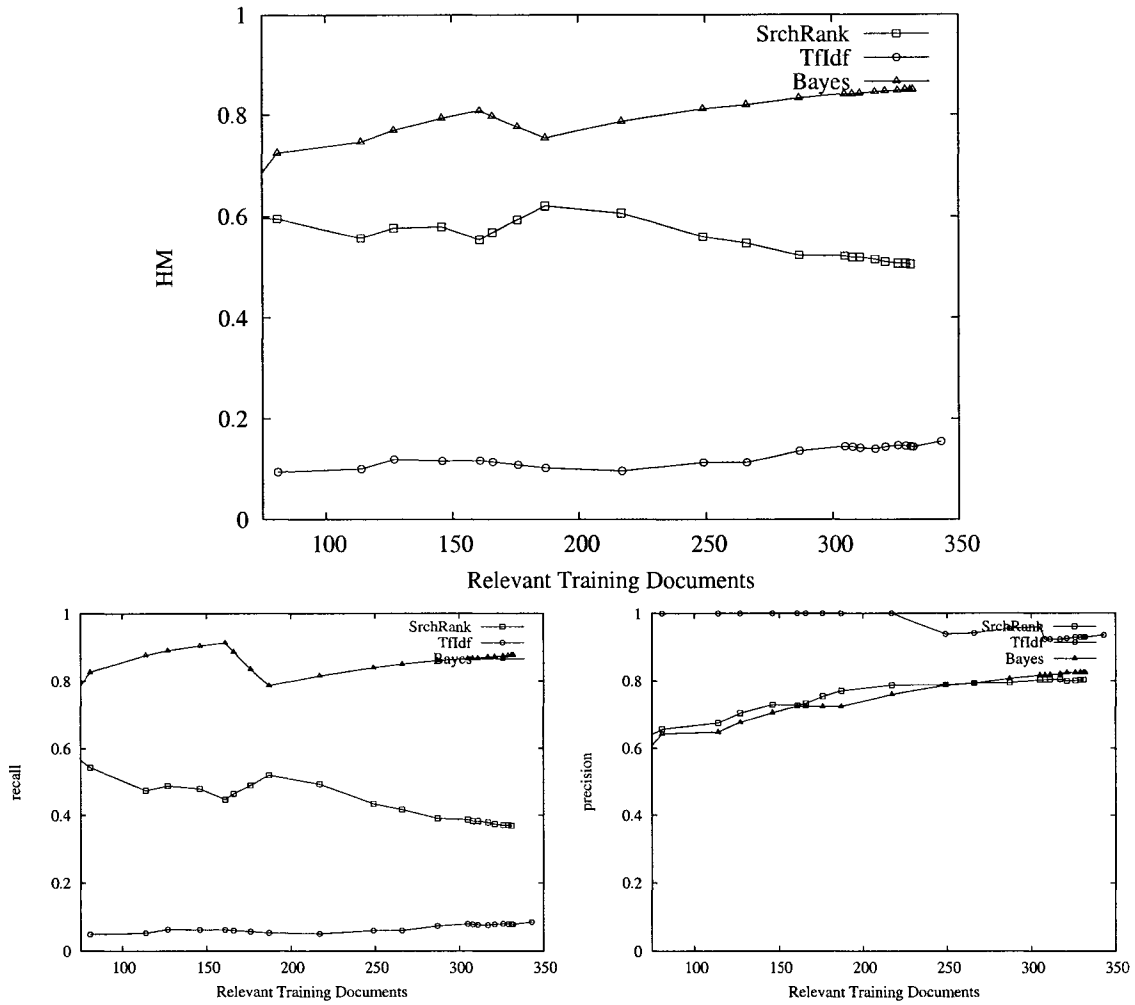 1
0.8
0.6
0.4
0.2
0
HM
SrchRank
TfIdf
Bayes
100 150 200 250 300 350
Relevant Training Documents
1
0.8
0.6
0.4
0.2
0
recall
SrchRank
TfIdf
Bayes
100 150 200 250 300 350
Relevant Training Documents
1
0.8
0.6
0.4
0.2
0
precision
SrchRank
TfIdf
Bayes
100 150 200 250 300 350
Relevant Training Documents